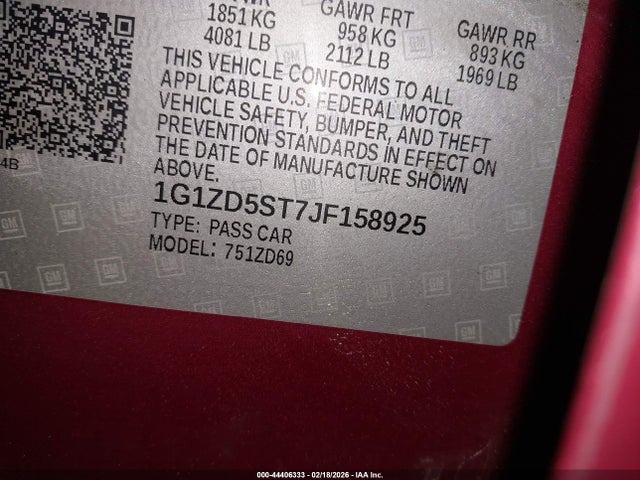 1851 KG
4081 LB
GAWR FRT
958 KG
2112 LB
GAWR RR
893 KG
1969 LB
THIS VEHICLE CONFORMS TO ALL
APPLICABLE U.S. FEDERAL MOTOR
VEHICLE SAFETY, BUMPER, AND THEFT
PREVENTION STANDARDS IN EFFECT ON
THE DATE OF MANUFACTURE SHOWN
ABOVE.
4B
1G1ZD5ST7JF158925
TYPE: PASS CAR
MODEL: 751ZD69
GM
000-44406333 - 02/18/2026 - IAA Inc.